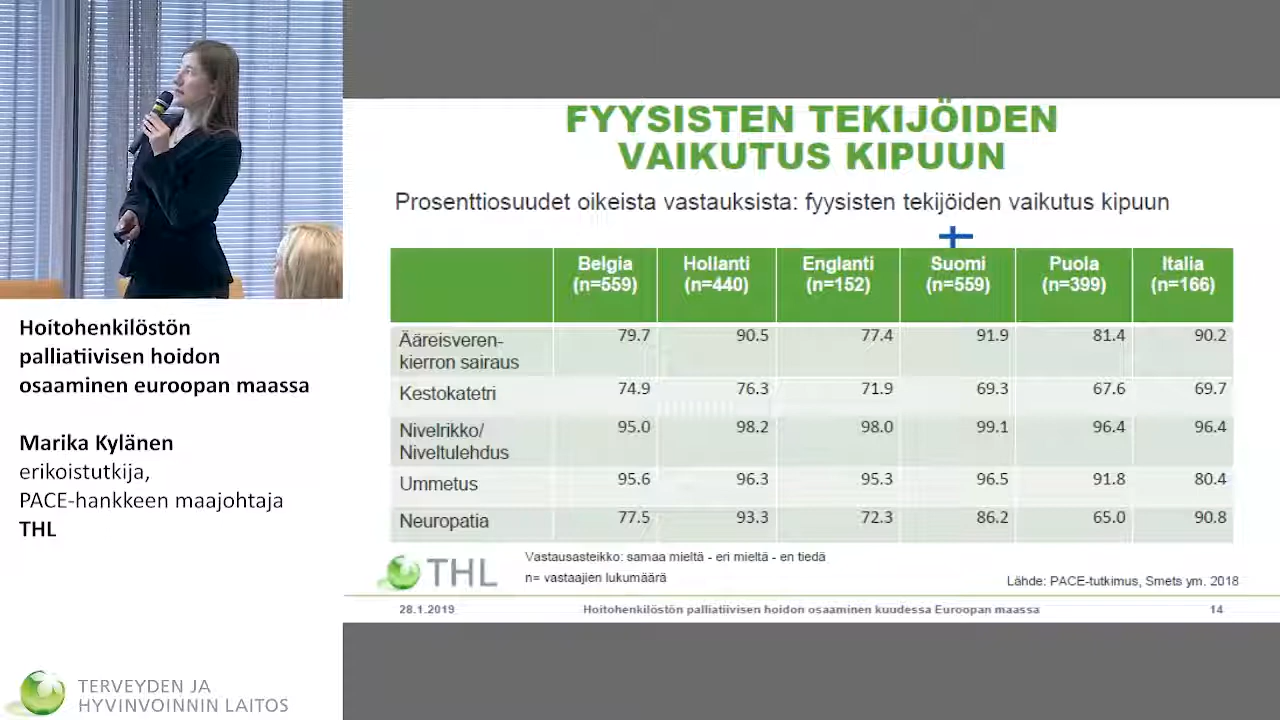 Hoitohenkilöstön
palliatiivisen hoidon
osaaminen euroopan maassa
Marika Kylänen
erikoistutkija,
PACE-hankkeen maajohtaja
THL
TERVEYDEN JA
HYVINVOINNIN LAITOS
FYYSISTEN TEKIJÖIDEN
VAIKUTUS KIPUUN
Prosenttiosuudet oikeista vastauksista: fyysisten tekijöiden vaikutus kipuun
Belgia Hollanti Englanti Suomi Puola Italia
(n=559) (n=440) (n=152) (n=559) (n=399) (n=166)
Ääreisveren- 79.7 90.5 77.4 91.9 81.4 90.2
kierron sairaus
Kestokatetri 74.9 76.3 71.9 69.3 67.6 69.7
Nivelrikko/ 95.0 98.2 98.0 99.1 96.4 96.4
Niveltulehdus
Ummetus 95.6 96.3 95.3 96.5 91.8 80.4
Neuropatia 77.5 93.3 72.3 86.2 65.0 90.8
THL
Vastausasteikko: samaa mieltä - eri mieltä - en tiedä
n= vastaajien lukumäärä
Lähde: PACE-tutkimus, Smets ym. 2018
28.1.2019 Hoitohenkilöstön palliatiivisen hoidon osaaminen kuudessa Euroopan maassa 14